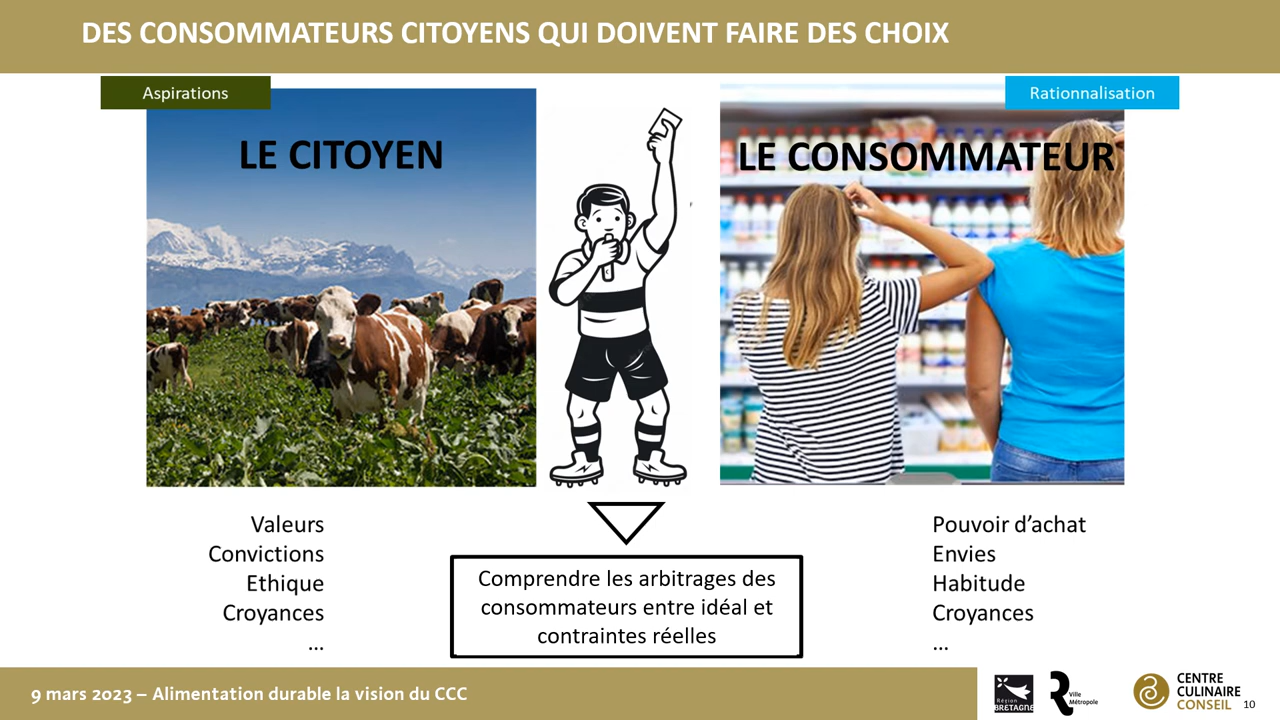 DES CONSOMMATEURS CITOYENS QUI DOIVENT FAIRE DES CHOIX
Aspirations
Rationnalisation
LE CITOYEN
LE CONSOMMATEUR
Valeurs
Convictions
Ethique
Croyances
...
Comprendre les arbitrages des
consommateurs entre idéal et
contraintes réelles
Pouvoir d’achat
Envies
Habitude
Croyances
...
9 mars 2023 – Alimentation durable la vision du CCC
Région
BRETAGNE
Ville
Métropole
CENTRE
CULINAIRE
CONSEIL
10